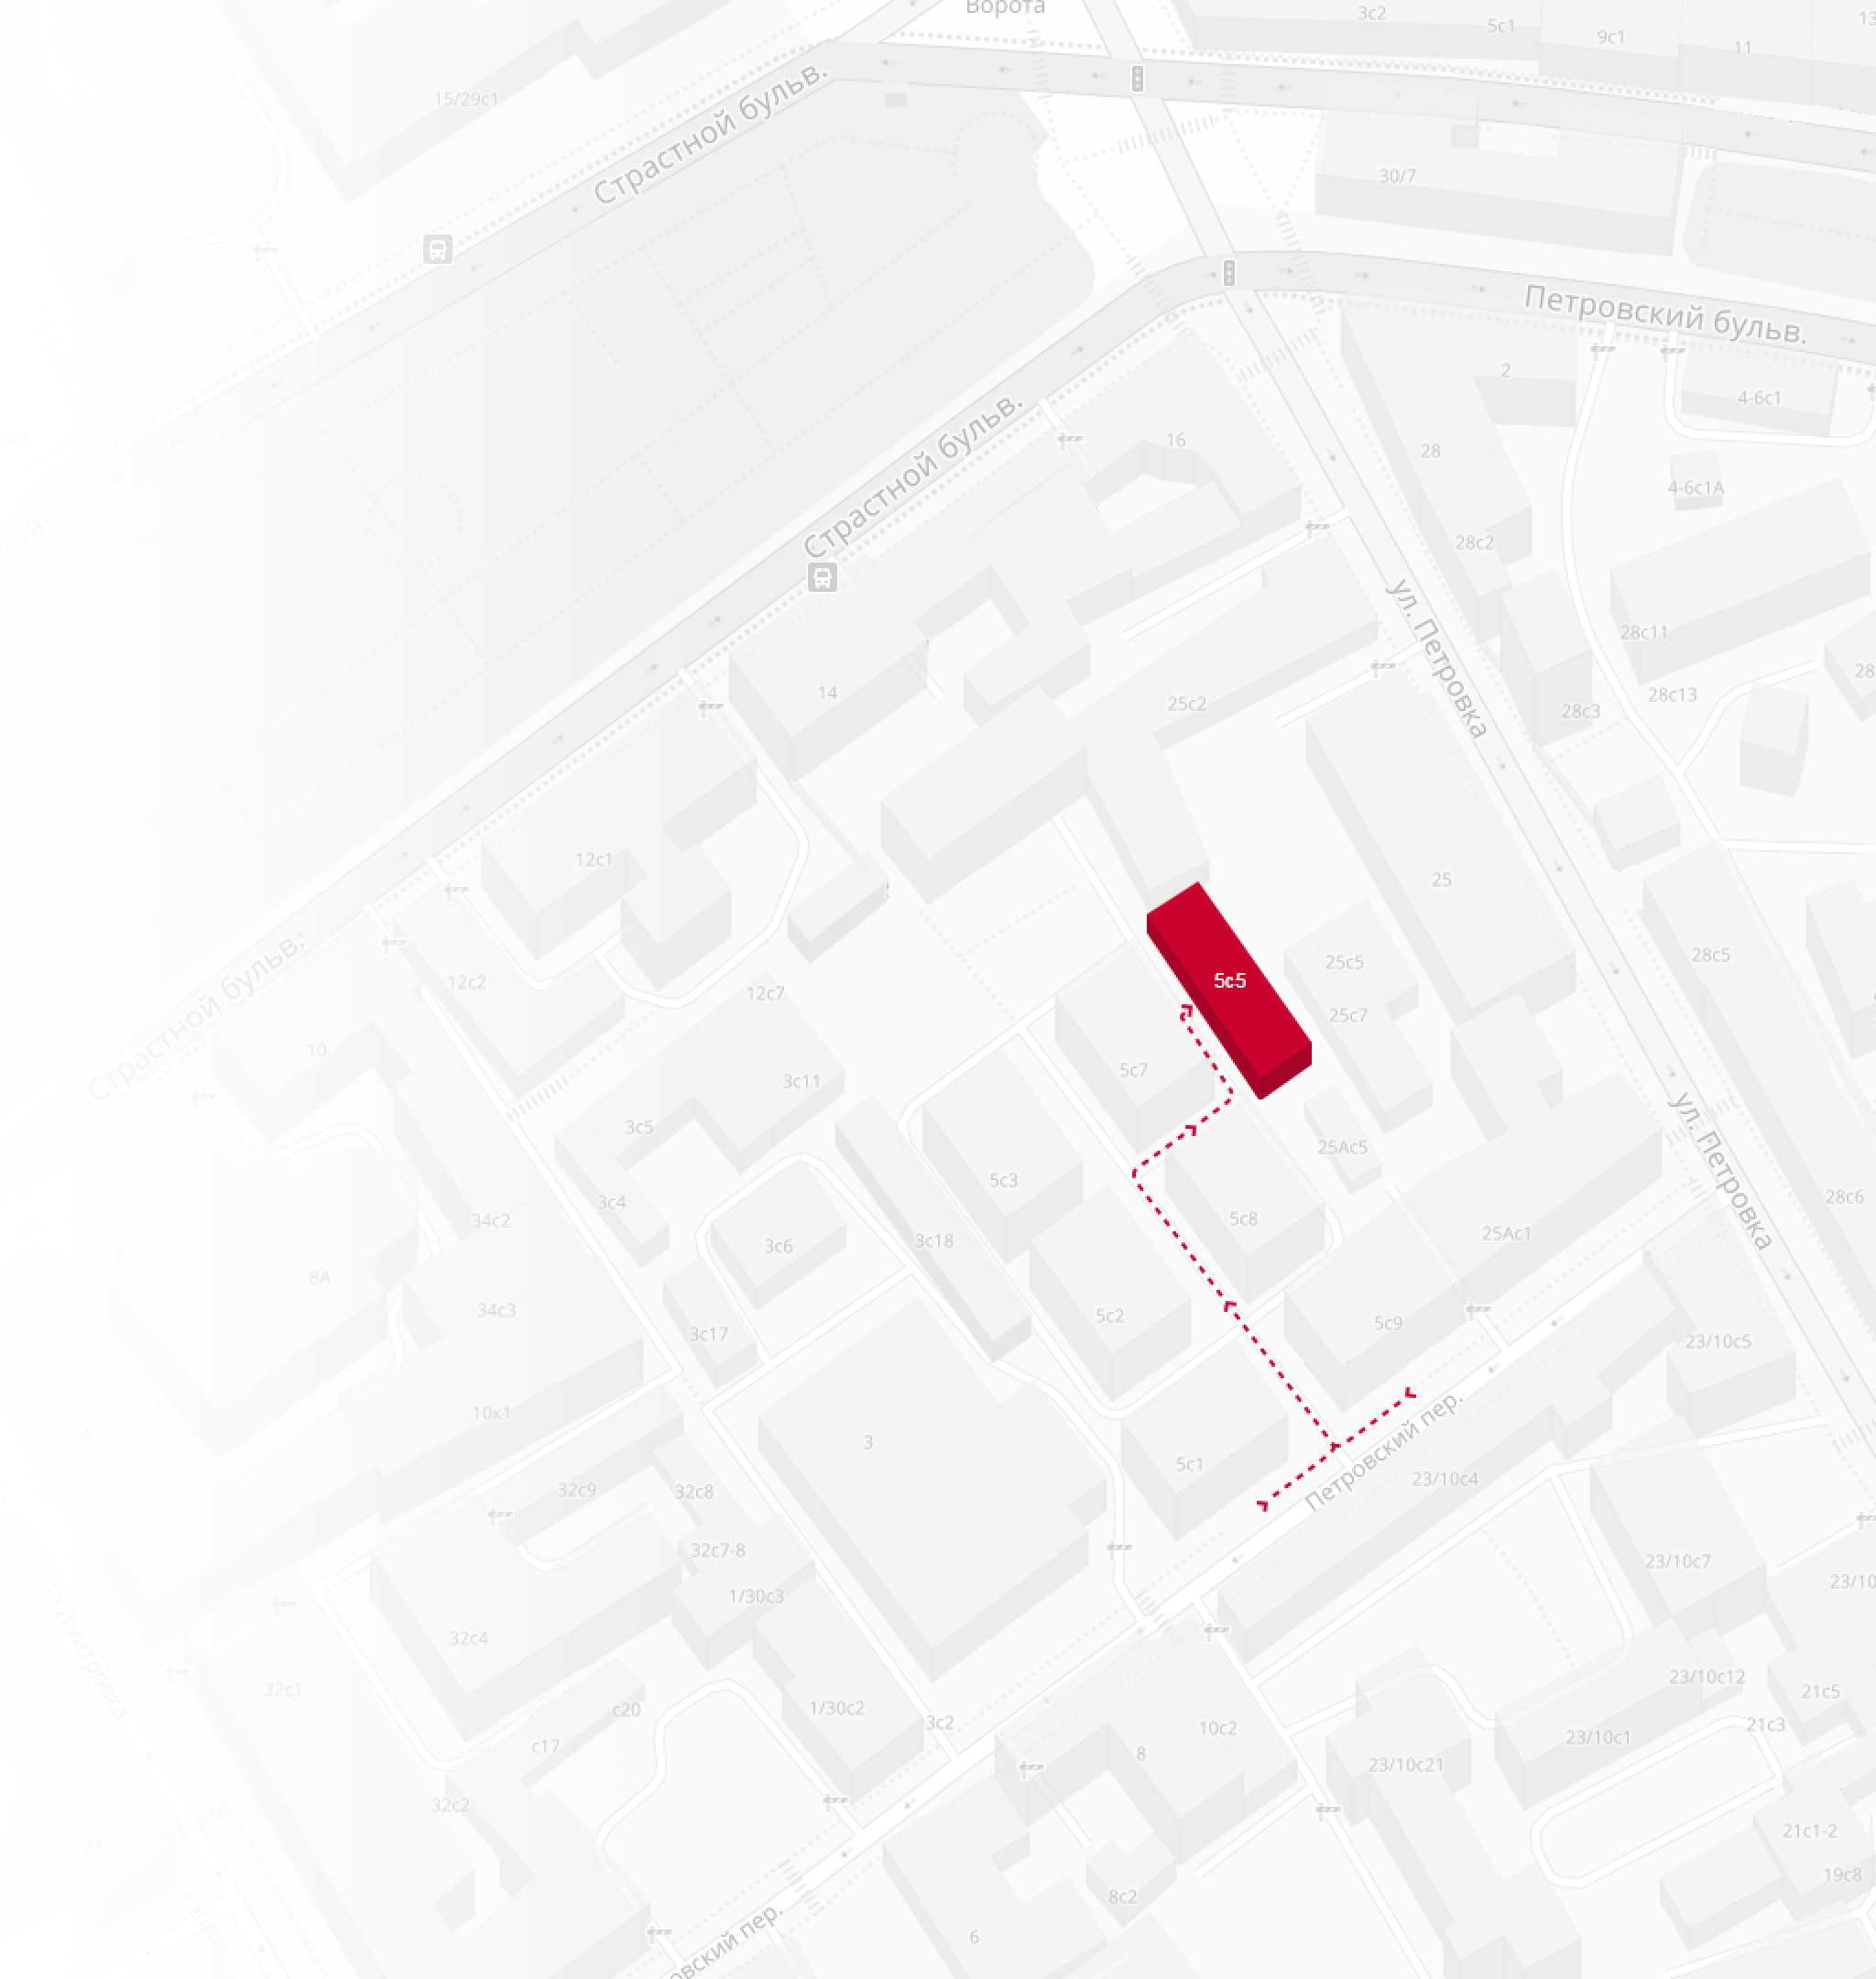 Ворота
3с2
5с1
9с1
11
13
15/29с1
Страстной бульв.
30/7
Петровский бульв.
2
4-6с1
28
16
4-6с1А
28с2
Страстной бульв.
ул. Петровка
28с11
28
28с13
28с3
14
25с2
12с1
25
28с5
Страстной бульв.
12с2
12с7
5с5
25с5
25с7
10
5с7
3с11
3с5
25Ас5
ул. Петровка
5с3
3с4
28с6
34с2
5с8
25Ас1
3с18
3с6
8А
34с3
5с2
5с9
3с17
23/10с5
10к1
3
5с1
Петровский пер.
23/10с4
32с9
32с8
32с7-8
23/10с7
23/10
1/30с3
32с4
32с1
Большая Дмитровка
23/10с12
21с5
с20
1/30с2
3с2
10с2
21с3
с17
8
23/10с1
23/10с21
32с2
21с1-2
8с2
19с8
6
овский пер.